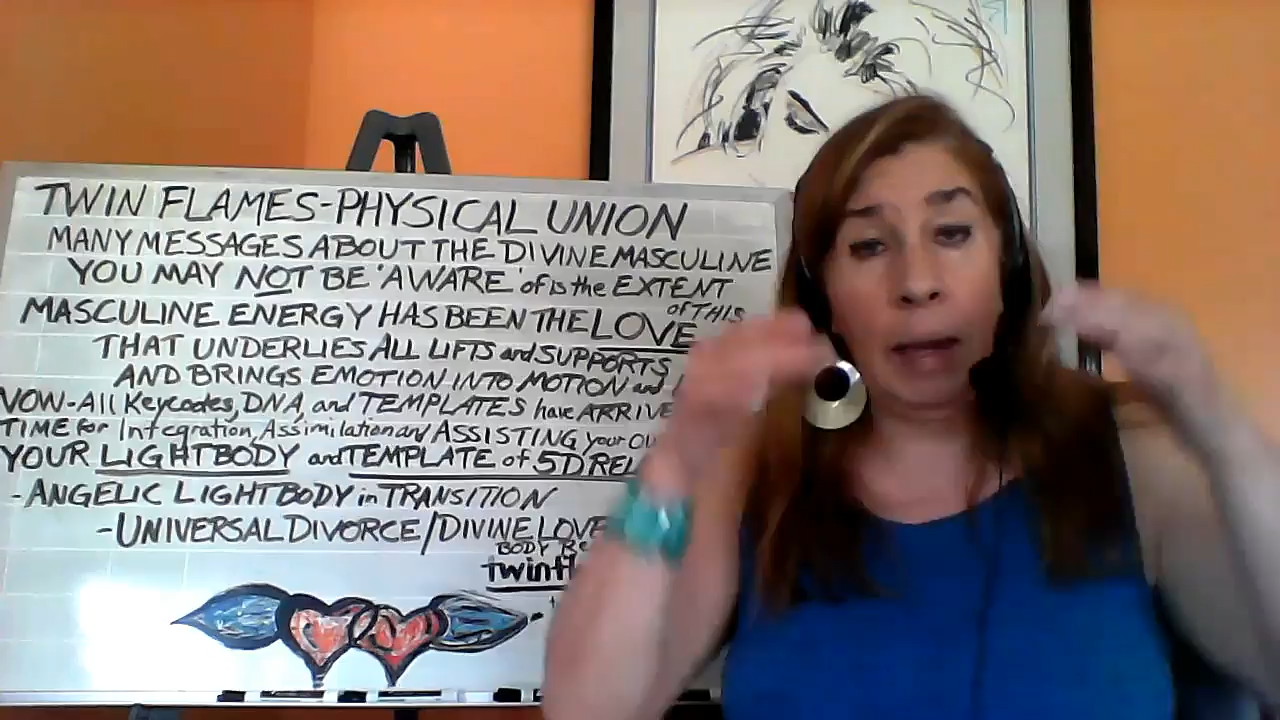 TWIN FLAMES-PHYSICAL UNION
MANY MESSAGES ABOUT THE DIVINE MASCULINE
YOU MAY NOT BE 'AWARE' of is the EXTENT
of THIS
MASCULINE ENERGY HAS BEEN THE LOVE
THAT UNDERLIES ALL LIFTS and SUPPORTS
AND BRINGS EMOTION INTO MOTION and
NOW-All Keycodes, DNA, and TEMPLATES have ARRIVE
TIME for Integration, Assimilation and ASSISTING your
YOUR LIGHTBODY and TEMPLATE of 5D
-ANGELIC LIGHTBODY in TRANSITION
-UNIVERSAL DIVORCE/DIVINE LOVE
BODY